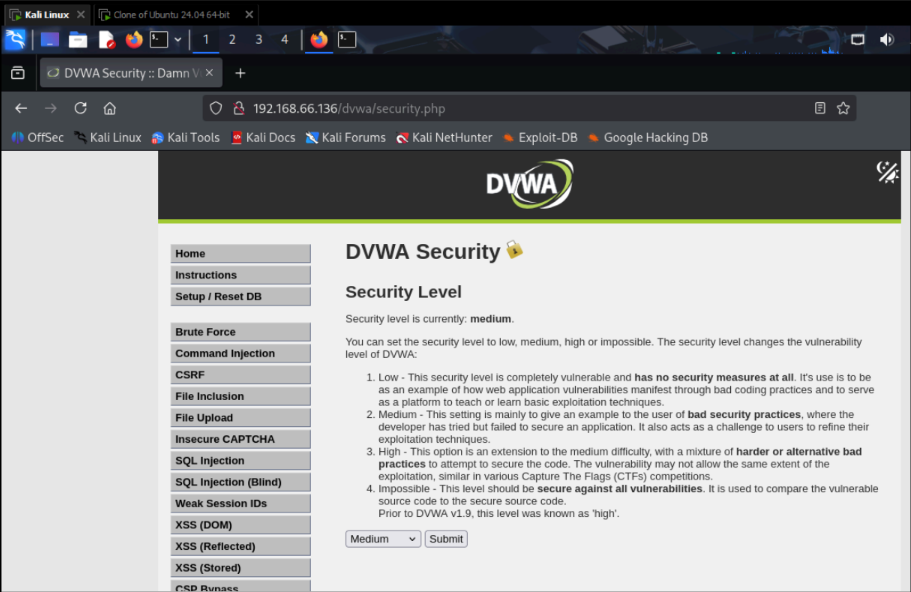 Kali Linux
Clone of Ubuntu 24.04 64-bit
1 2 3 4
DVWA Security :: Damn V
192.168.66.136/dvwa/security.php
OffSec Kali Linux Kali Tools Kali Docs Kali Forums Kali NetHunter Exploit-DB Google Hacking DB
DVWA
Home
Instructions
Setup / Reset DB
Brute Force
Command Injection
CSRF
File Inclusion
File Upload
Insecure CAPTCHA
SQL Injection
SQL Injection (Blind)
Weak Session IDs
XSS (DOM)
XSS (Reflected)
XSS (Stored)
CSP Bypass
DVWA Security
Security Level
Security level is currently: medium.
You can set the security level to low, medium, high or impossible. The security level changes the vulnerability
level of DVWA:
1. Low - This security level is completely vulnerable and has no security measures at all. It's use is to be
as an example of how web application vulnerabilities manifest through bad coding practices and to serve
as a platform to teach or learn basic exploitation techniques.
2. Medium - This setting is mainly to give an example to the user of bad security practices, where the
developer has tried but failed to secure an application. It also acts as a challenge to users to refine their
exploitation techniques.
3. High - This option is an extension to the medium difficulty, with a mixture of harder or alternative bad
practices to attempt to secure the code. The vulnerability may not allow the same extent of the
exploitation, similar in various Capture The Flags (CTFs) competitions.
4. Impossible - This level should be secure against all vulnerabilities. It is used to compare the vulnerable
source code to the secure source code.
Prior to DVWA v1.9, this level was known as 'high'.
Medium Submit